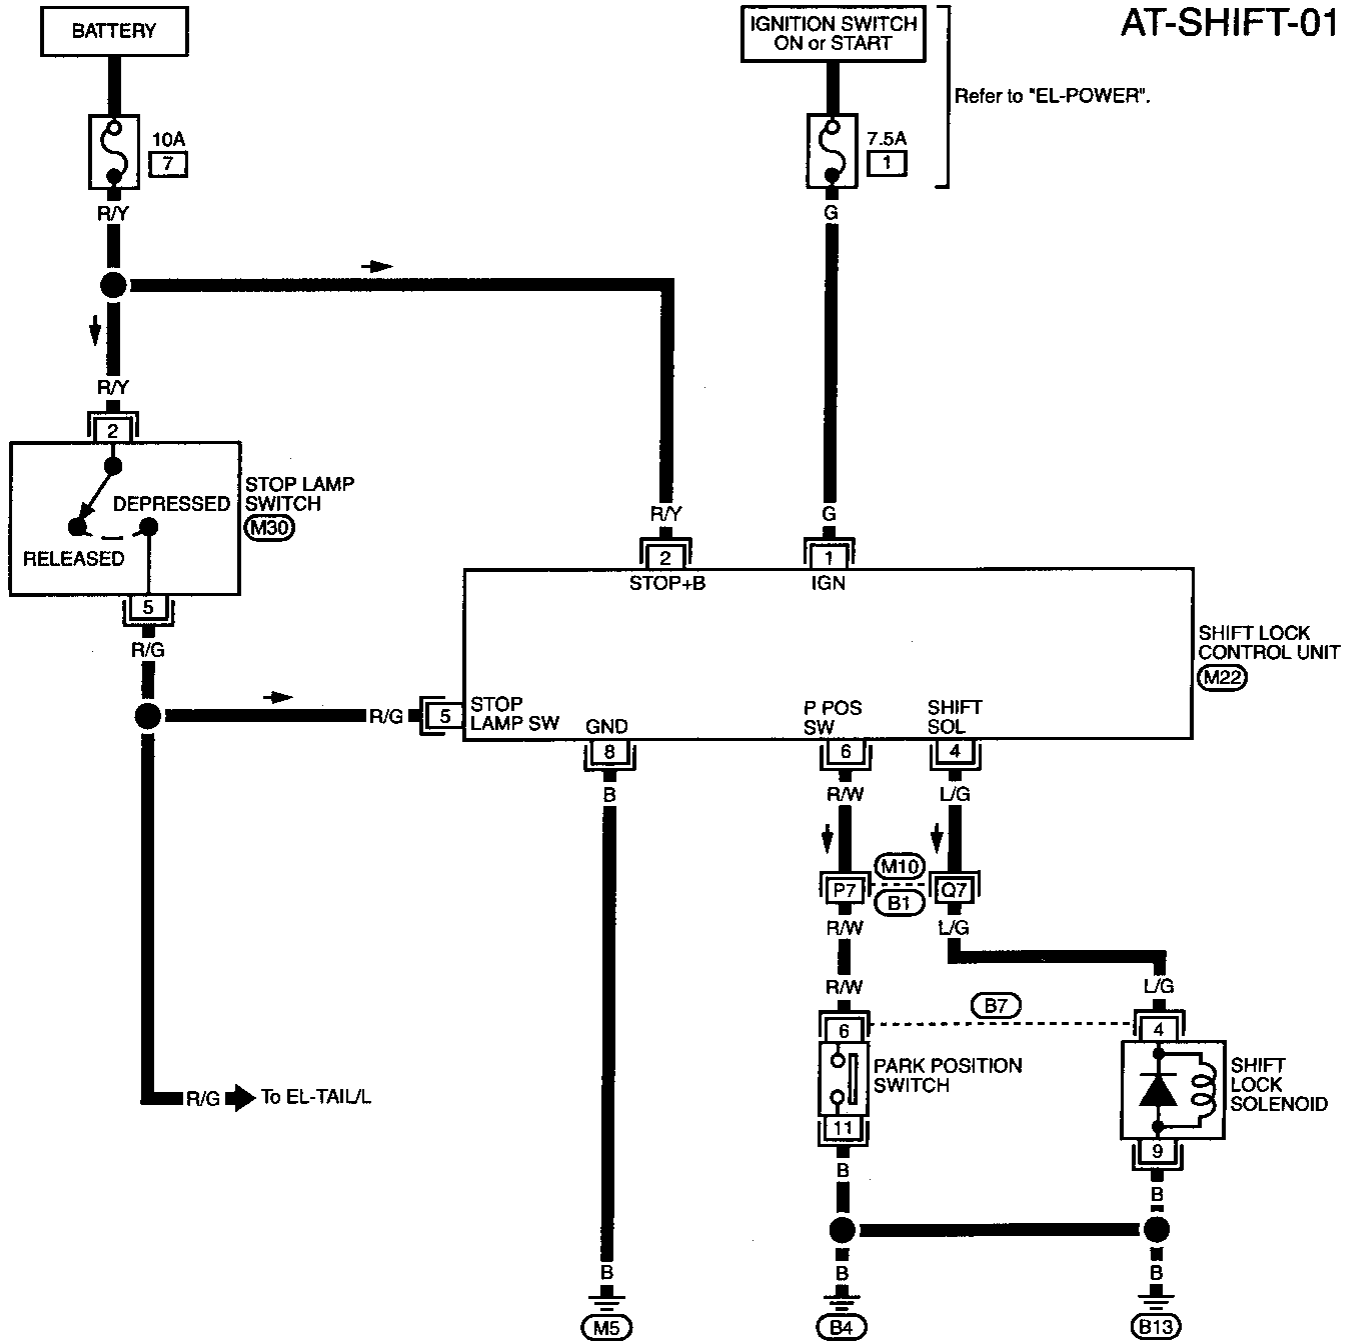 AT-SHIFT-01
BATTERY
IGNITION SWITCH
ON or START
Refer to "EL-POWER".
10A
7
7.5A
1
R/Y
G
R/Y
2
STOP LAMP
SWITCH
M30
DEPRESSED
RELEASED
5
R/G
R/Y
G
2
1
STOP+B
IGN
SHIFT LOCK
CONTROL UNIT
M22
R/G
5
STOP
LAMP SW
GND
P POS
SW
SHIFT
SOL
8
6
4
B
R/W
L/G
P7
M10
B1
Q7
R/W
L/G
R/W
L/G
B7
6
4
PARK POSITION
SWITCH
SHIFT
LOCK
SOLENOID
R/G
To EL-TAIL/L
11
9
B
B
B
B
B
M5
B4
B13